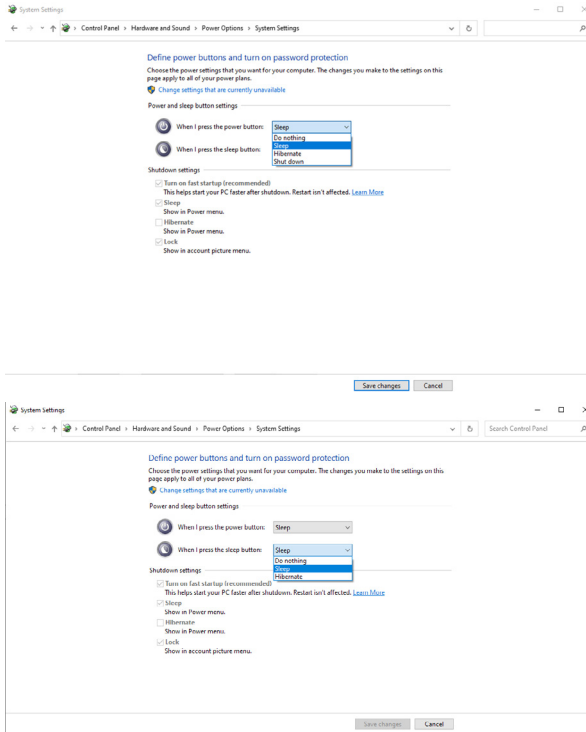 System Settings
Control Panel › Hardware and Sound › Power Options › System Settings
Define power buttons and turn on password protection
Choose the power settings that you want for your computer. The changes you make to the settings on this
page apply to all of your power plans.
Change settings that are currently unavailable
Power and sleep button settings
When I press the power button: Sleep
Do nothing
Sleep
Hibernate
Shut down
When I press the sleep button:
Shutdown settings
Turn on fast startup (recommended)
This helps start your PC faster after shutdown. Restart isn't affected. Learn More
Sleep
Show in Power menu.
Hibernate
Show in Power menu.
Lock
Show in account picture menu.
Save changes Cancel
System Settings
Control Panel › Hardware and Sound › Power Options › System Settings Search Control Panel
Define power buttons and turn on password protection
Choose the power settings that you want for your computer. The changes you make to the settings on this
page apply to all of your power plans.
Change settings that are currently unavailable
Power and sleep button settings
When I press the power button: Sleep
When I press the sleep button: Sleep
Do nothing
Sleep
Hibernate
Shutdown settings
Turn on fast startup (recommended)
This helps start your PC faster after shutdown. Restart isn't affected. Learn More
Sleep
Show in Power menu.
Hibernate
Show in Power menu.
Lock
Show in account picture menu.
Save changes Cancel